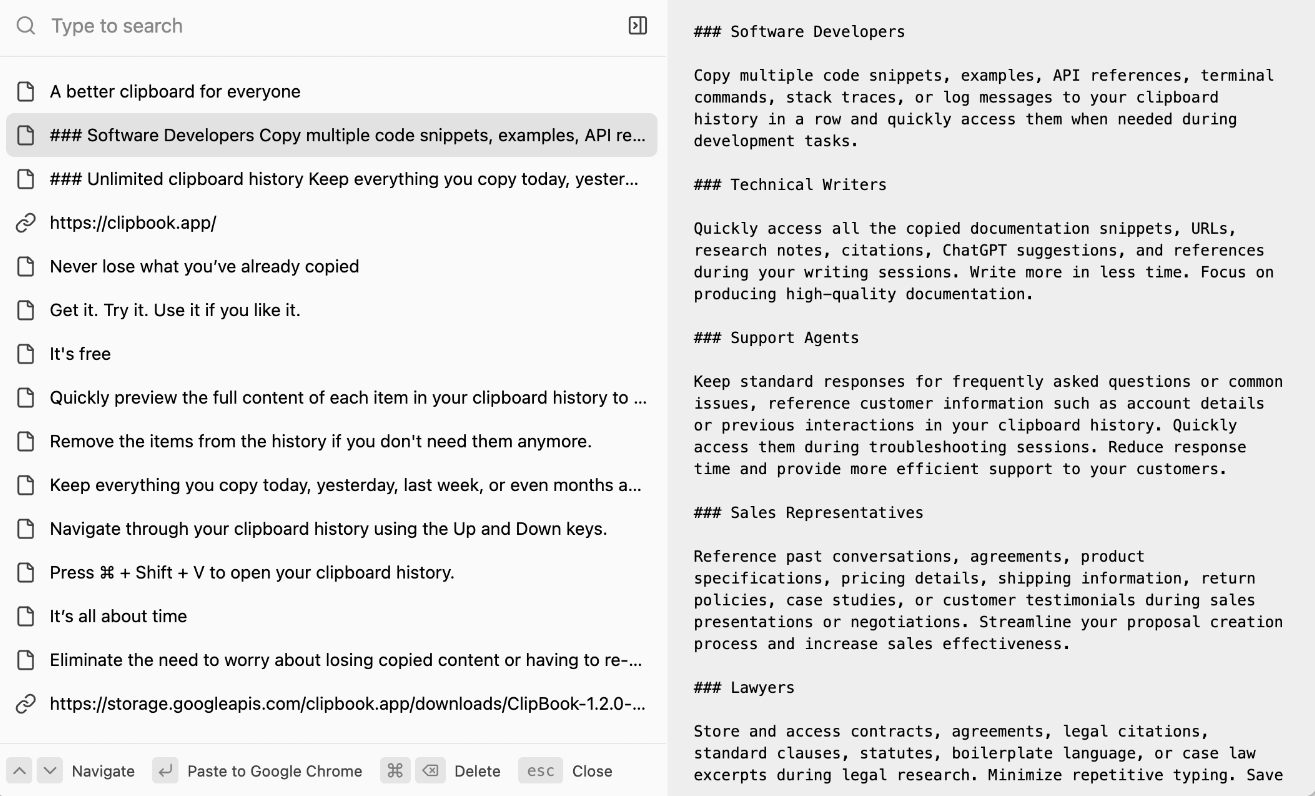 Type to search
A better clipboard for everyone
### Software Developers Copy multiple code snippets, examples, API re...
### Unlimited clipboard history Keep everything you copy today, yester...
https://clipbook.app/
Never lose what you’ve already copied
Get it. Try it. Use it if you like it.
It's free
Quickly preview the full content of each item in your clipboard history to ...
Remove the items from the history if you don't need them anymore.
Keep everything you copy today, yesterday, last week, or even months a...
Navigate through your clipboard history using the Up and Down keys.
Press ⌘ + Shift + V to open your clipboard history.
It’s all about time
Eliminate the need to worry about losing copied content or having to re-...
https://storage.googleapis.com/clipbook.app/downloads/ClipBook-1.2.0-...
Navigate Paste to Google Chrome ⌘ Delete esc Close
### Software Developers
Copy multiple code snippets, examples, API references, terminal
commands, stack traces, or log messages to your clipboard
history in a row and quickly access them when needed during
development tasks.
### Technical Writers
Quickly access all the copied documentation snippets, URLs,
research notes, citations, ChatGPT suggestions, and references
during your writing sessions. Write more in less time. Focus on
producing high-quality documentation.
### Support Agents
Keep standard responses for frequently asked questions or common
issues, reference customer information such as account details
or previous interactions in your clipboard history. Quickly
access them during troubleshooting sessions. Reduce response
time and provide more efficient support to your customers.
### Sales Representatives
Reference past conversations, agreements, product
specifications, pricing details, shipping information, return
policies, case studies, or customer testimonials during sales
presentations or negotiations. Streamline your proposal creation
process and increase sales effectiveness.
### Lawyers
Store and access contracts, agreements, legal citations,
standard clauses, statutes, boilerplate language, or case law
excerpts during legal research. Minimize repetitive typing. Save